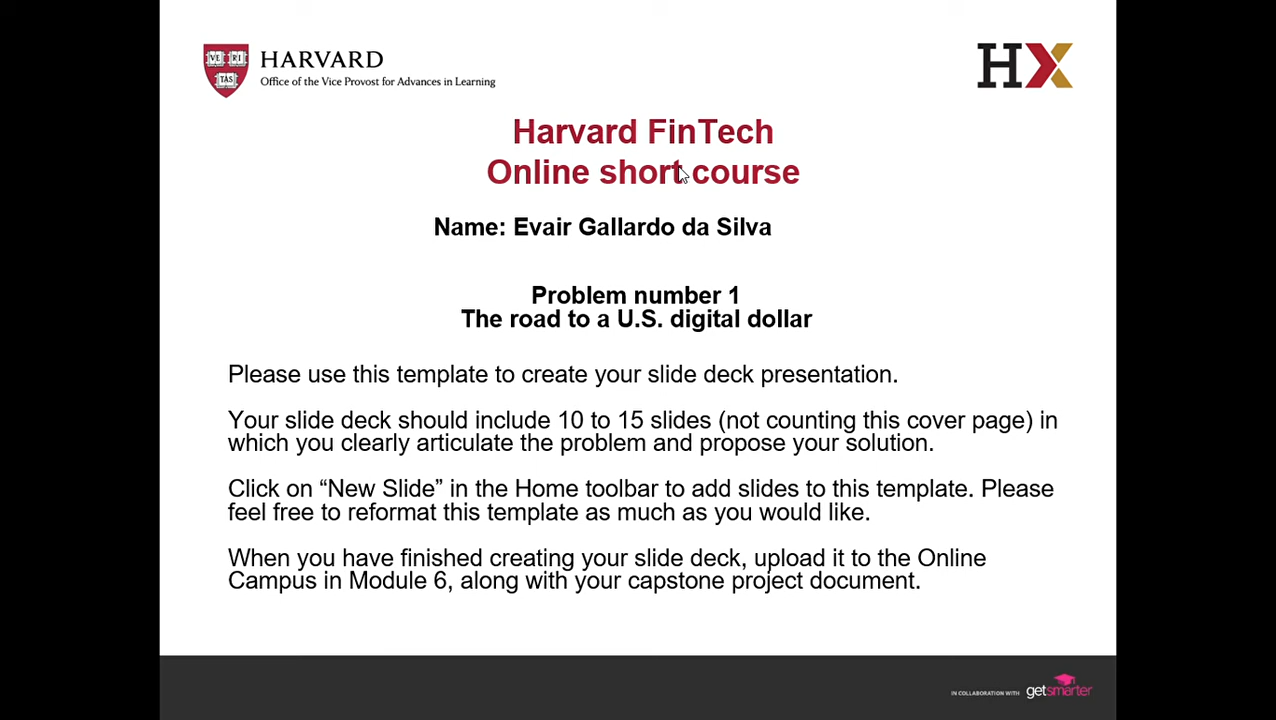 VE RI
TAS
HARVARD
Office of the Vice Provost for Advances in Learning
HX
Harvard FinTech
Online short course
Name: Evair Gallardo da Silva
Problem number 1
The road to a U.S. digital dollar
Please use this template to create your slide deck presentation.
Your slide deck should include 10 to 15 slides (not counting this cover page) in
which you clearly articulate the problem and propose your solution.
Click on “New Slide” in the Home toolbar to add slides to this template. Please
feel free to reformat this template as much as you would like.
When you have finished creating your slide deck, upload it to the Online
Campus in Module 6, along with your capstone project document.
IN COLLABORATION WITH getsmarter